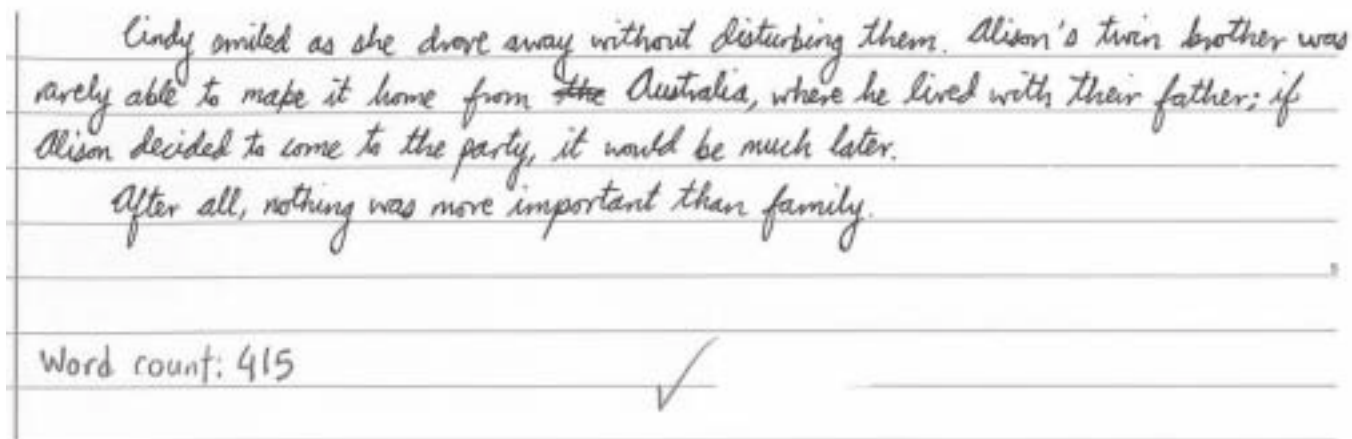 Cindy smiled as she drove away without disturbing them. Alison's twin brother was
rarely able to make it home from the Australia, where he lived with their father; if
Alison decided to come to the party, it would be much later.
After all, nothing was more important than family.
Word count: 415